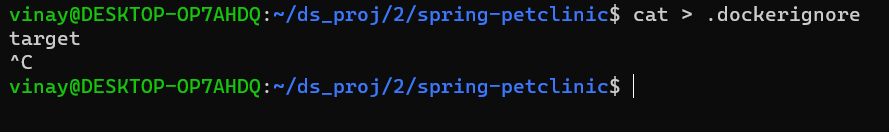 vinay@DESKTOP-OP7AHDQ:~/ds_proj/2/spring-petclinic$ cat > .dockerignore
target
^C
vinay@DESKTOP-OP7AHDQ:~/ds_proj/2/spring-petclinic$